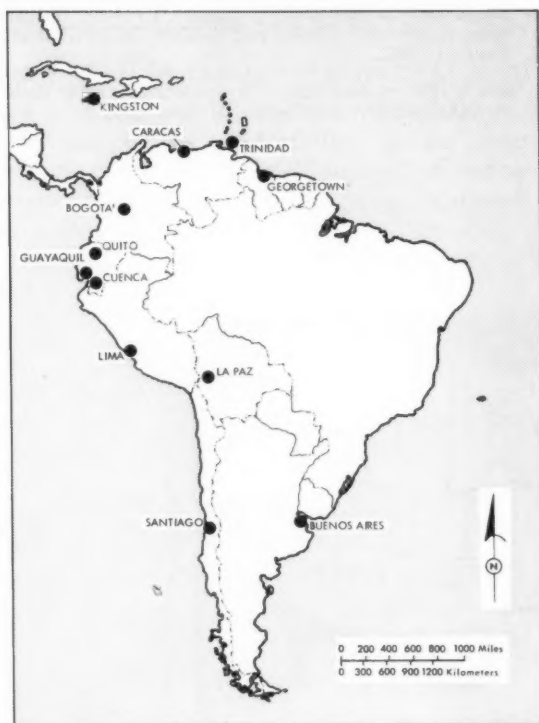 KINGSTON
CARACAS
TRINIDAD
GEORGETOWN
BOGOTA'
QUITO
GUAYAQUIL
CUENCA
LIMA
LA PAZ
SANTIAGO
BUENOS AIRES
N
0 200 400 600 800 1000 Miles
0 300 600 900 1200 Kilometers